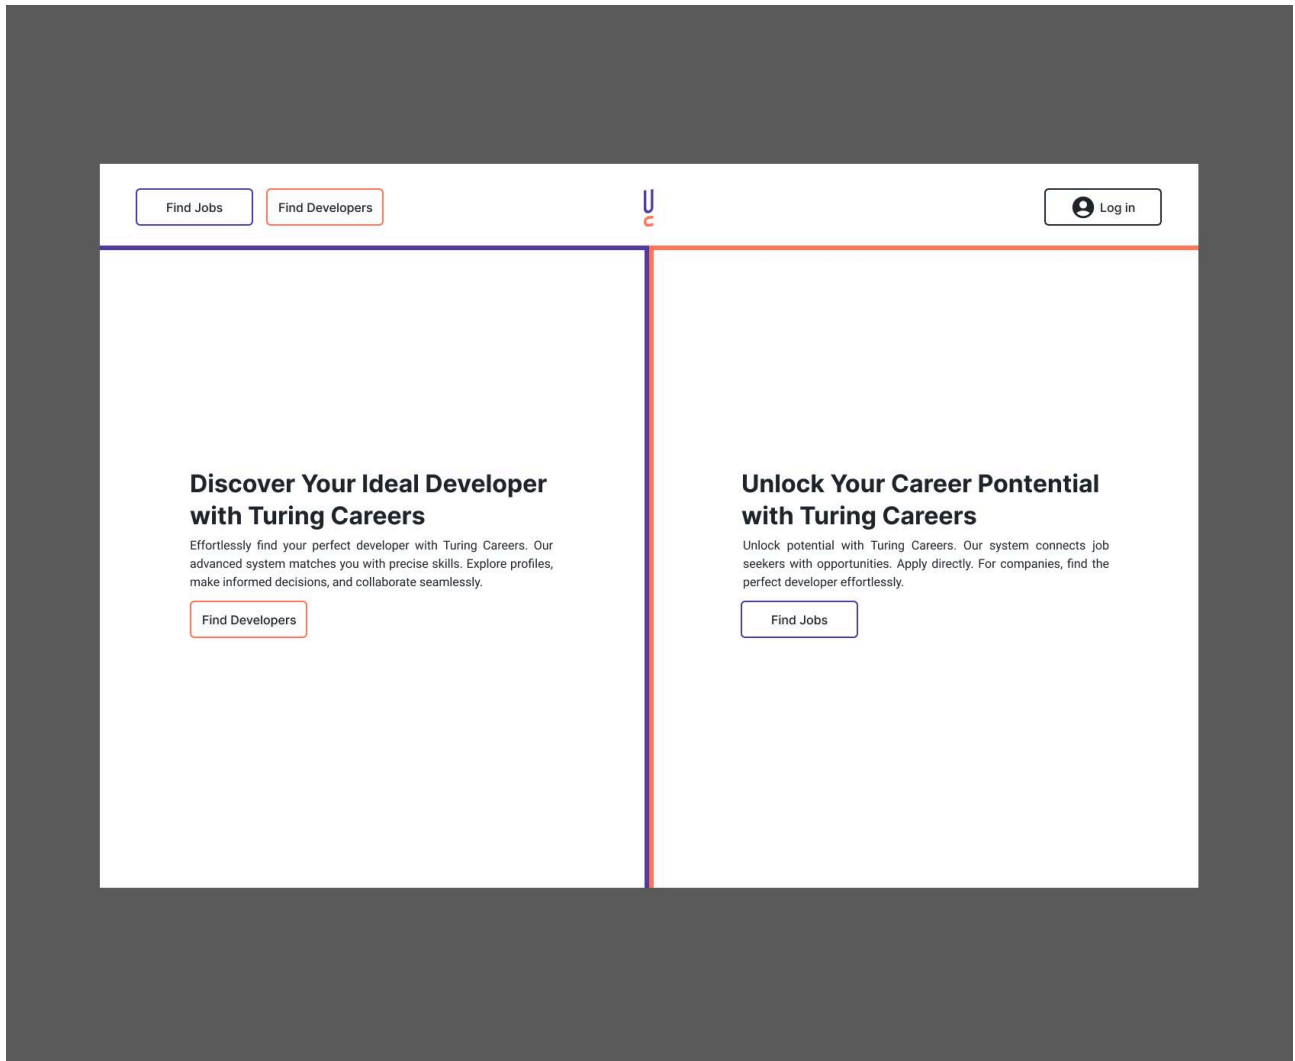 Find Jobs
Find Developers
Log in
Discover Your Ideal Developer
with Turing Careers
Effortlessly find your perfect developer with Turing Careers. Our
advanced system matches you with precise skills. Explore profiles,
make informed decisions, and collaborate seamlessly.
Find Developers
Unlock Your Career Pontential
with Turing Careers
Unlock potential with Turing Careers. Our system connects job
seekers with opportunities. Apply directly. For companies, find the
perfect developer effortlessly.
Find Jobs